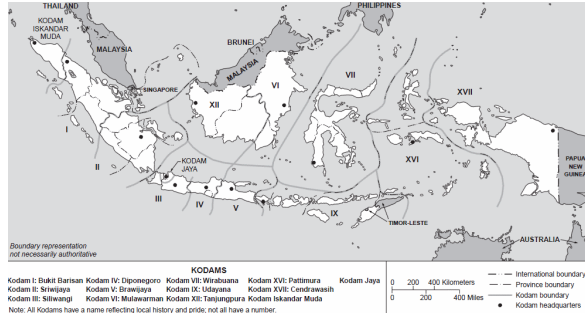 THAILAND
PHILIPPINES
KODAM
ISKANDAR
MUDA
MALAYSIA
BRUNEI
MALAYSIA
SINGAPORE
VI
VII
XII
XVII
I
II
KODAM
JAYA
III
IV
V
IX
XVI
TIMOR-LESTE
PAPUA
NEW
GUINEA
AUSTRALIA
Boundary representation
not necessarily authoritative
KODAMS
Kodam I: Bukit Barisan Kodam IV: Diponegoro Kodam VII: Wirabuana Kodam XVI: Pattimura Kodam Jaya
Kodam II: Sriwijaya Kodam V: Brawijaya Kodam IX: Udayana Kodam XVII: Cendrawasih
Kodam III: Siliwangi Kodam VI: Mulawarman Kodam XII: Tanjungpura Kodam Iskandar Muda
Note: All Kodams have a name reflecting local history and pride; not all have a number.
0 200 400 Kilometers
0 200 400 Miles
International boundary
Province boundary
Kodam boundary
Kodam headquarters